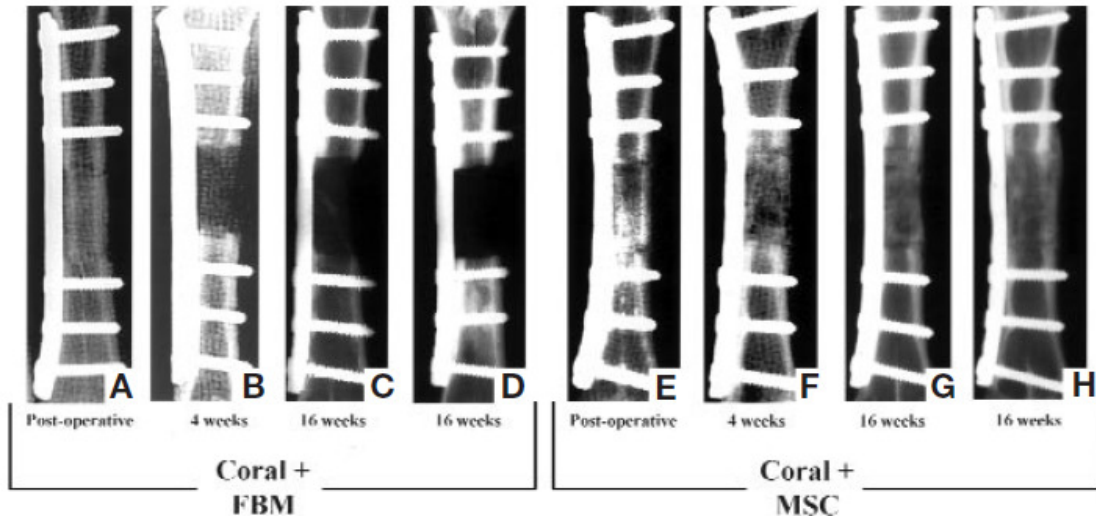 A B C D E F G H
Post-operative 4 weeks 16 weeks 16 weeks Post-operative 4 weeks 16 weeks 16 weeks
Coral + Coral +
FBM MSC